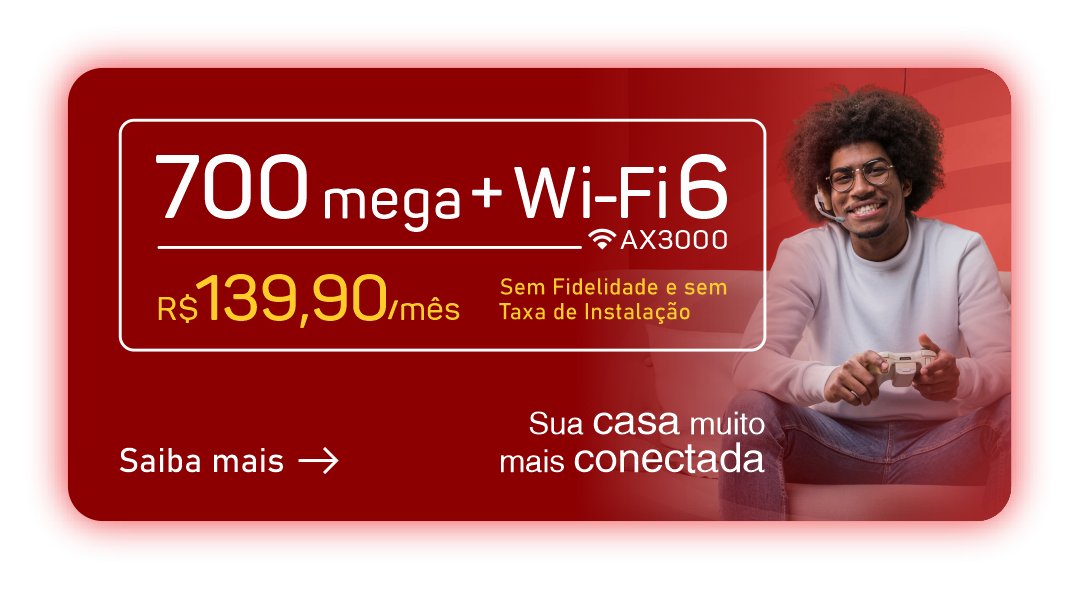 700 mega + Wi-Fi 6
AX3000
R$139,90/mês
Sem Fidelidade e sem
Taxa de Instalação
Sua casa muito
mais conectada
Saiba mais →